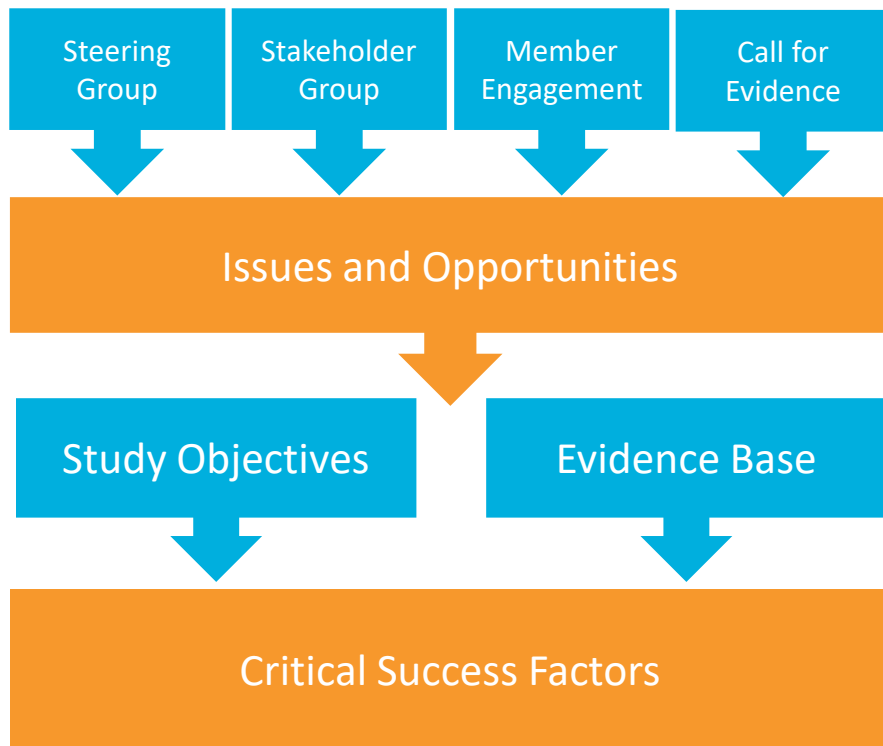 Steering
Group
Stakeholder
Group
Member
Engagement
Call for
Evidence
Issues and Opportunities
Study Objectives
Evidence Base
Critical Success Factors